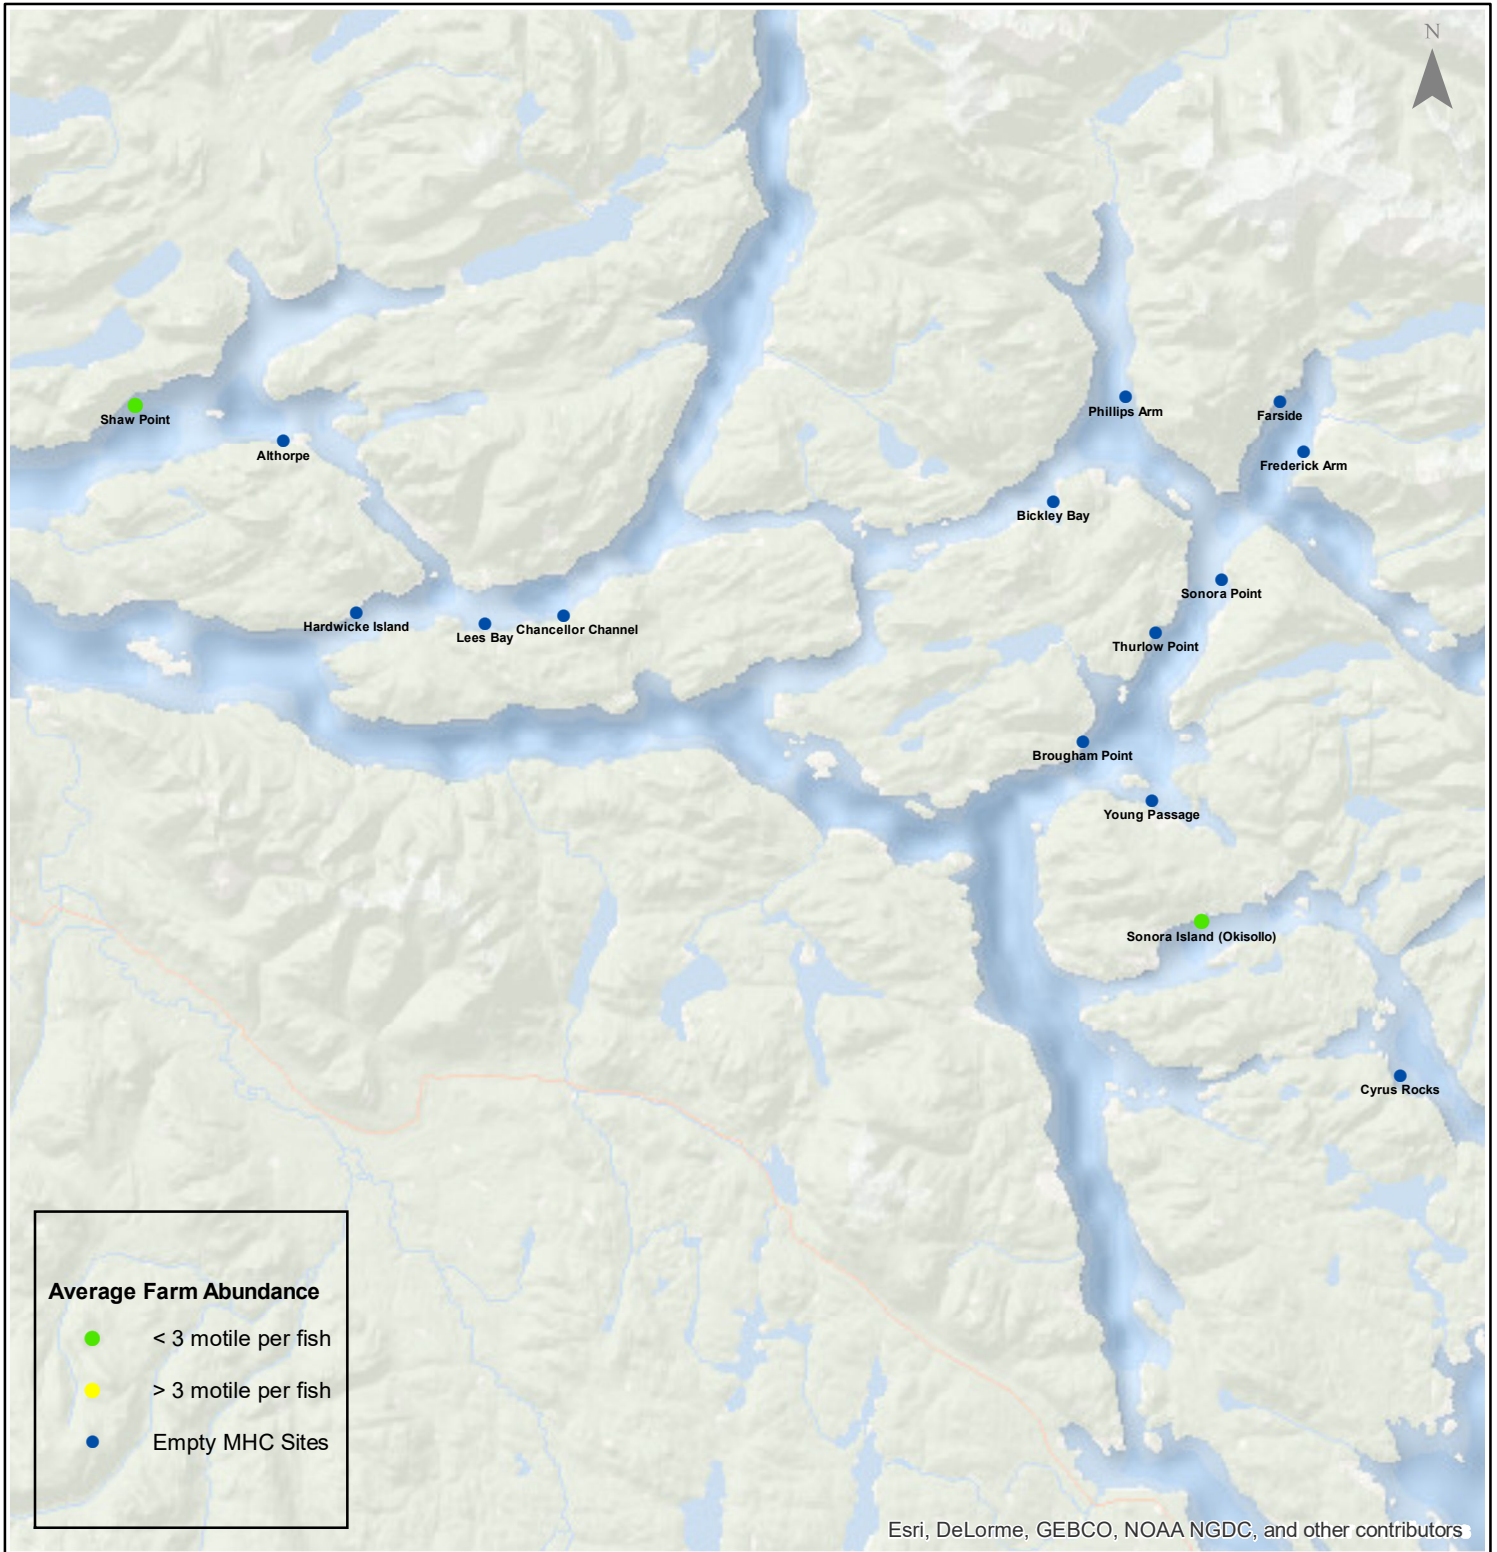 N
Shaw Point
Althorpe
Phillips Arm
Farside
Frederick Arm
Bickley Bay
Sonora Point
Hardwicke Island
Lees Bay
Chancellor Channel
Thurlow Point
Brougham Point
Young Passage
Sonora Island (Okisollo)
Cyrus Rocks
Average Farm Abundance
< 3 motile per fish
> 3 motile per fish
Empty MHC Sites
Esri, DeLorme, GEBCO, NOAA NGDC, and other contributors